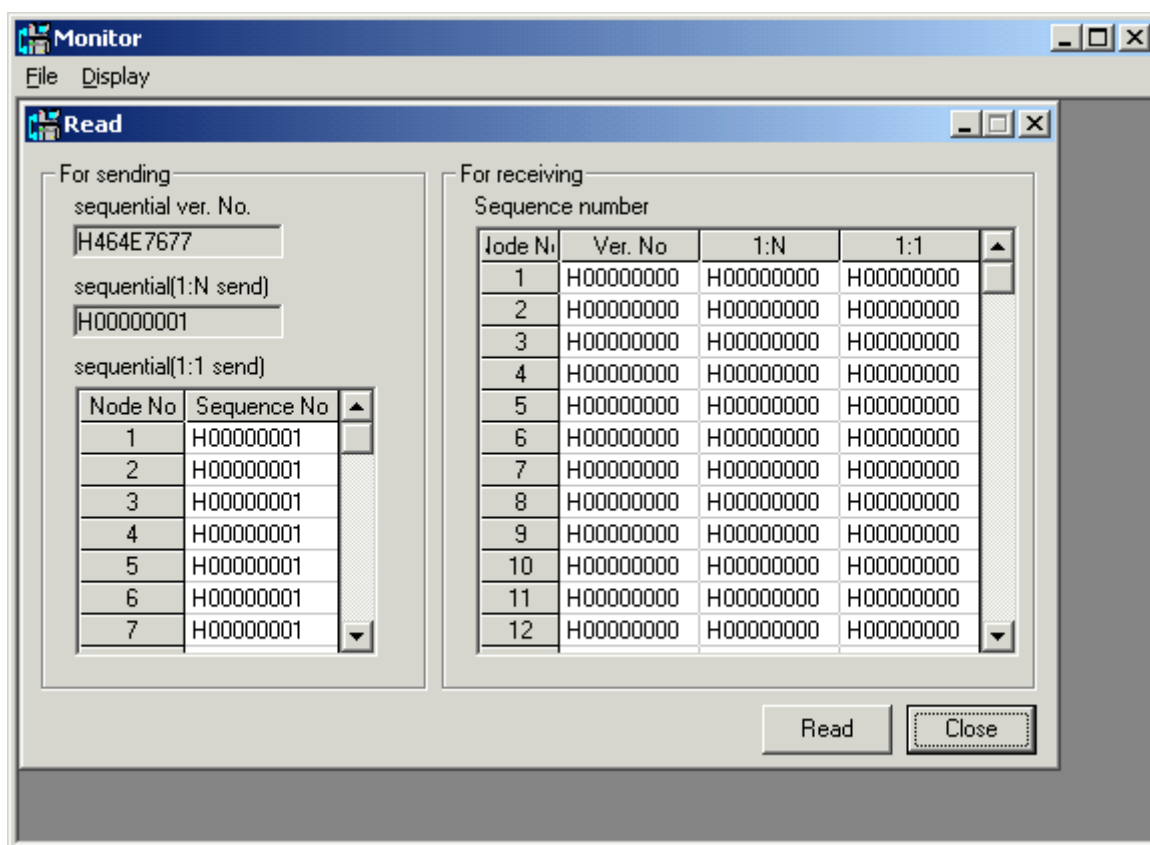 Monitor
File Display
Read
For sending
sequential ver. No.
H464E7677
sequential(1:N send)
H00000001
sequential(1:1 send)
Node No Sequence No
1 H00000001
2 H00000001
3 H00000001
4 H00000001
5 H00000001
6 H00000001
7 H00000001
For receiving
Sequence number
Node No Ver. No 1:N 1:1
1 H00000000 H00000000 H00000000
2 H00000000 H00000000 H00000000
3 H00000000 H00000000 H00000000
4 H00000000 H00000000 H00000000
5 H00000000 H00000000 H00000000
6 H00000000 H00000000 H00000000
7 H00000000 H00000000 H00000000
8 H00000000 H00000000 H00000000
9 H00000000 H00000000 H00000000
10 H00000000 H00000000 H00000000
11 H00000000 H00000000 H00000000
12 H00000000 H00000000 H00000000
Read Close